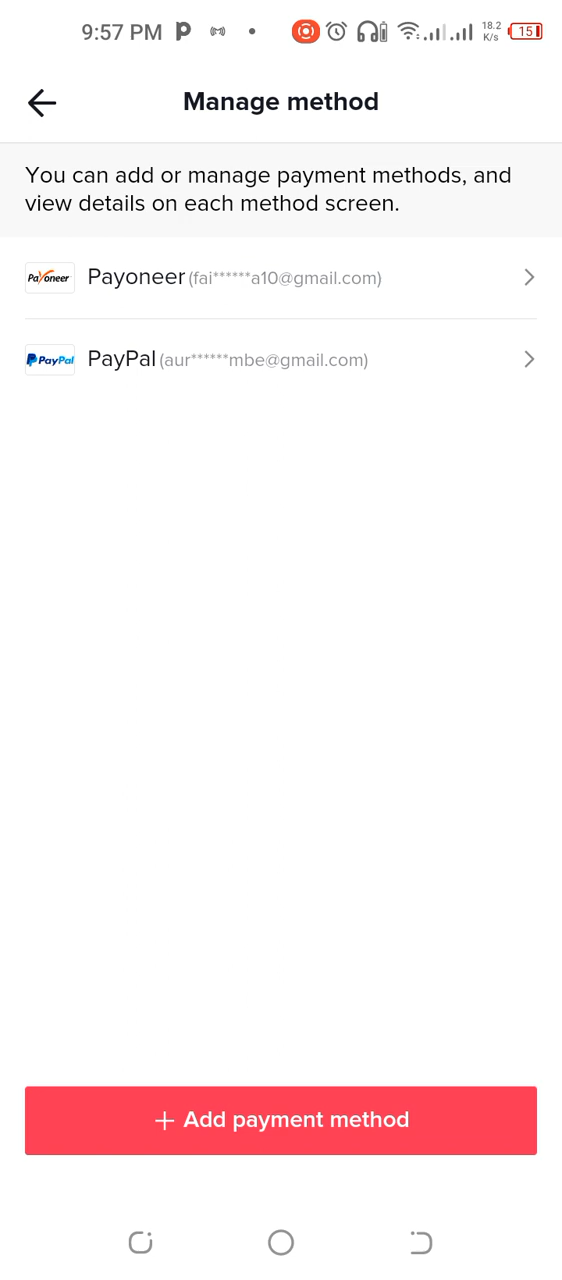 9:57 PM P 18.2 K/s 15
Manage method
You can add or manage payment methods, and
view details on each method screen.
Payoneer Payoneer (fai******a10@gmail.com)
PayPal PayPal (aur******mbe@gmail.com)
+ Add payment method